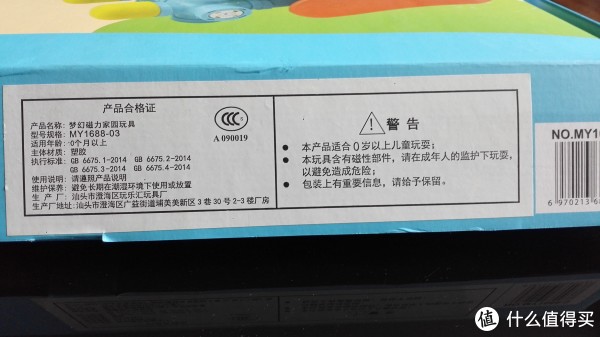 产品合格证
产品名称：梦幻磁力家园玩具
型号规格：MY1688-03
适用年龄：0个月以上
主体材质：塑胶
执行标准：GB 6675.1-2014 GB 6675.2-2014
GB 6675.3-2014 GB 6675.4-2014
使用方法：请遵照产品说明
维护保养：避免长期在潮湿环境下使用或放置
生产厂：汕头市澄海区玩乐汇玩具厂
生产厂地址：汕头市澄海区广益街道埔美美新区3巷30号2-3楼厂房
CCC
A 090019
警告
● 本产品适合0岁以上儿童玩耍；
● 本玩具含有磁性部件，请在成年人的监护下玩耍，
以避免造成危险；
● 包装上有重要信息，请给予保留。
NO.MY1
6 970213 6
值 什么值得买